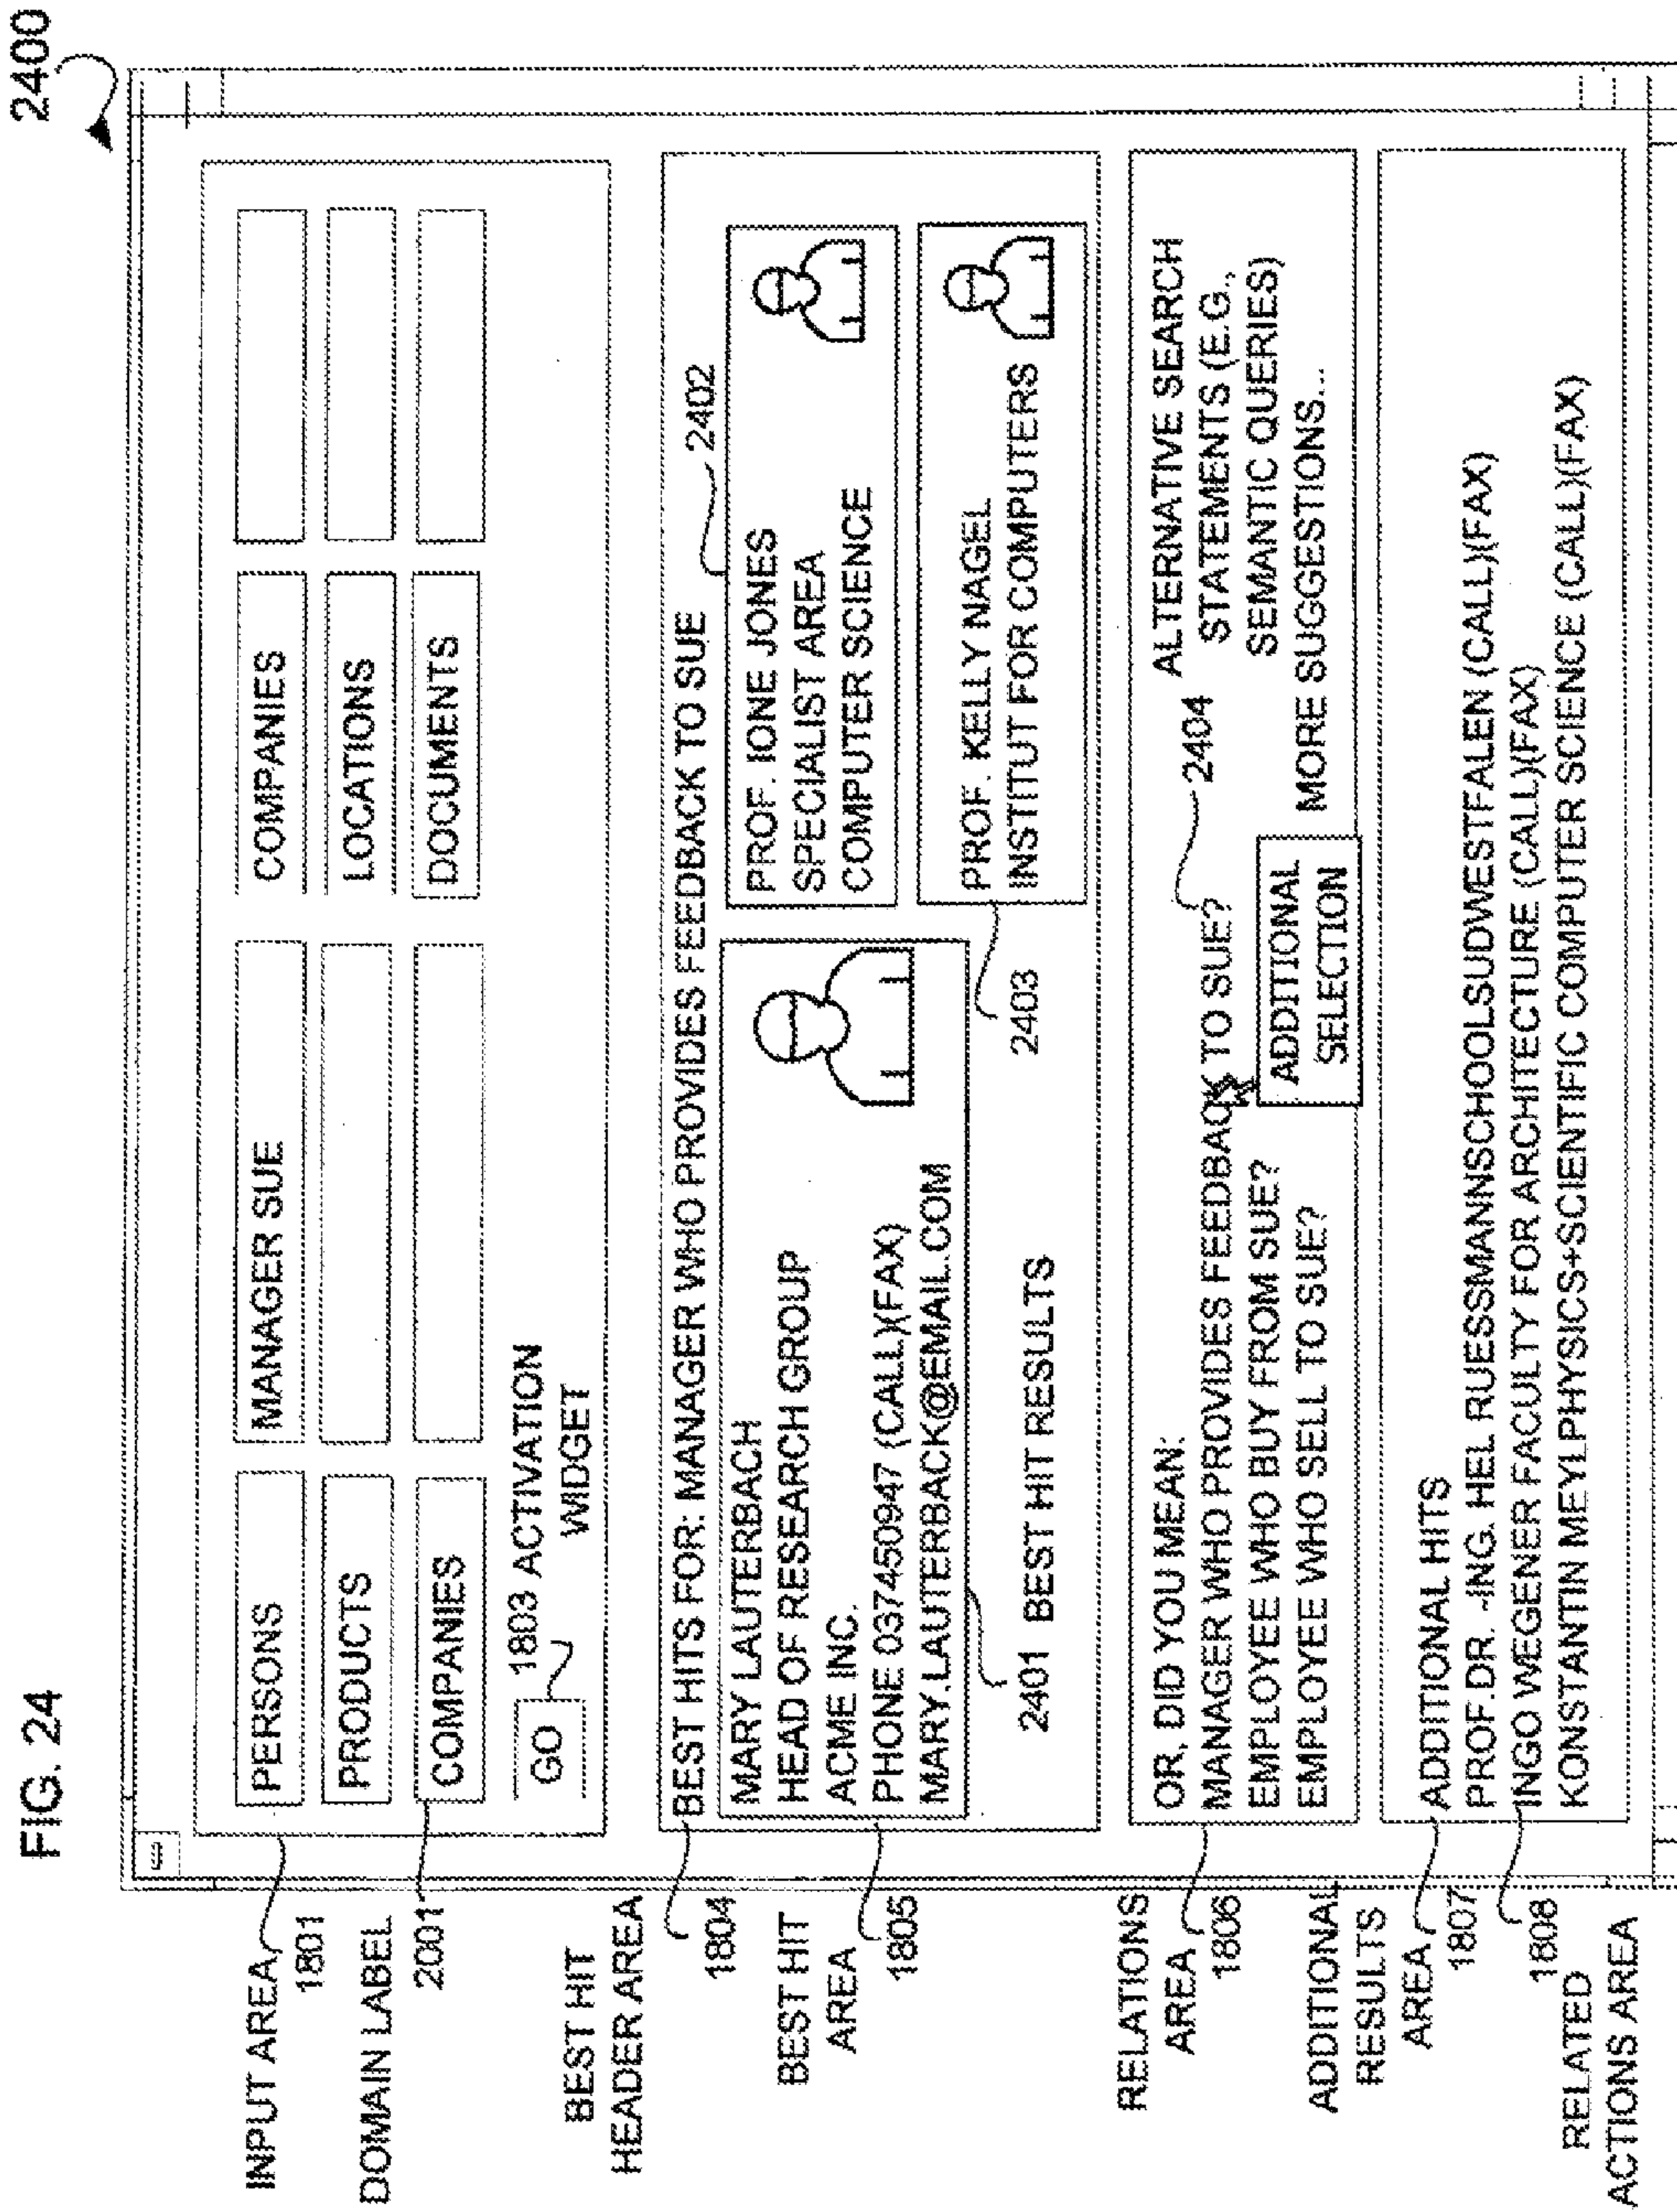 FIG. 24
2400
INPUT AREA
1801
DOMAIN LABEL
2001
BEST HIT
HEADER AREA
1804
BEST HIT
AREA
1805
RELATIONS
AREA
1806
ADDITIONAL
RESULTS
AREA
1807
1808
RELATED
ACTIONS AREA
PERSONS
MANAGER SUE
COMPANIES
PRODUCTS
LOCATIONS
COMPANIES
DOCUMENTS
GO
1803 ACTIVATION
WIDGET
BEST HITS FOR: MANAGER WHO PROVIDES FEEDBACK TO SUE
2402
MARY LAUTERBACH
HEAD OF RESEARCH GROUP
ACME INC.
PHONE 037450947 (CALL)(FAX)
MARY.LAUTERBACK@EMAIL.COM
2401 BEST HIT RESULTS
PROF. IONE JONES
SPECIALIST AREA
COMPUTER SCIENCE
PROF. KELLY NAGEL
INSTITUT FOR COMPUTERS
2403
OR, DID YOU MEAN:
MANAGER WHO PROVIDES FEEDBACK TO SUE?
EMPLOYEE WHO BUY FROM SUE?
EMPLOYEE WHO SELL TO SUE?
ADDITIONAL
SELECTION
2404
ALTERNATIVE SEARCH
STATEMENTS (E.G.,
SEMANTIC QUERIES)
MORE SUGGESTIONS...
ADDITIONAL HITS
PROF.DR. -ING. HEL RUESSMANNSCHOOLSUDWESTFALEN (CALL)(FAX)
INGO WEGENER FACULTY FOR ARCHITECTURE (CALL)(FAX)
KONSTANTIN MEYLPHYSICS+SCIENTIFIC COMPUTER SCIENCE (CALL)(FAX)